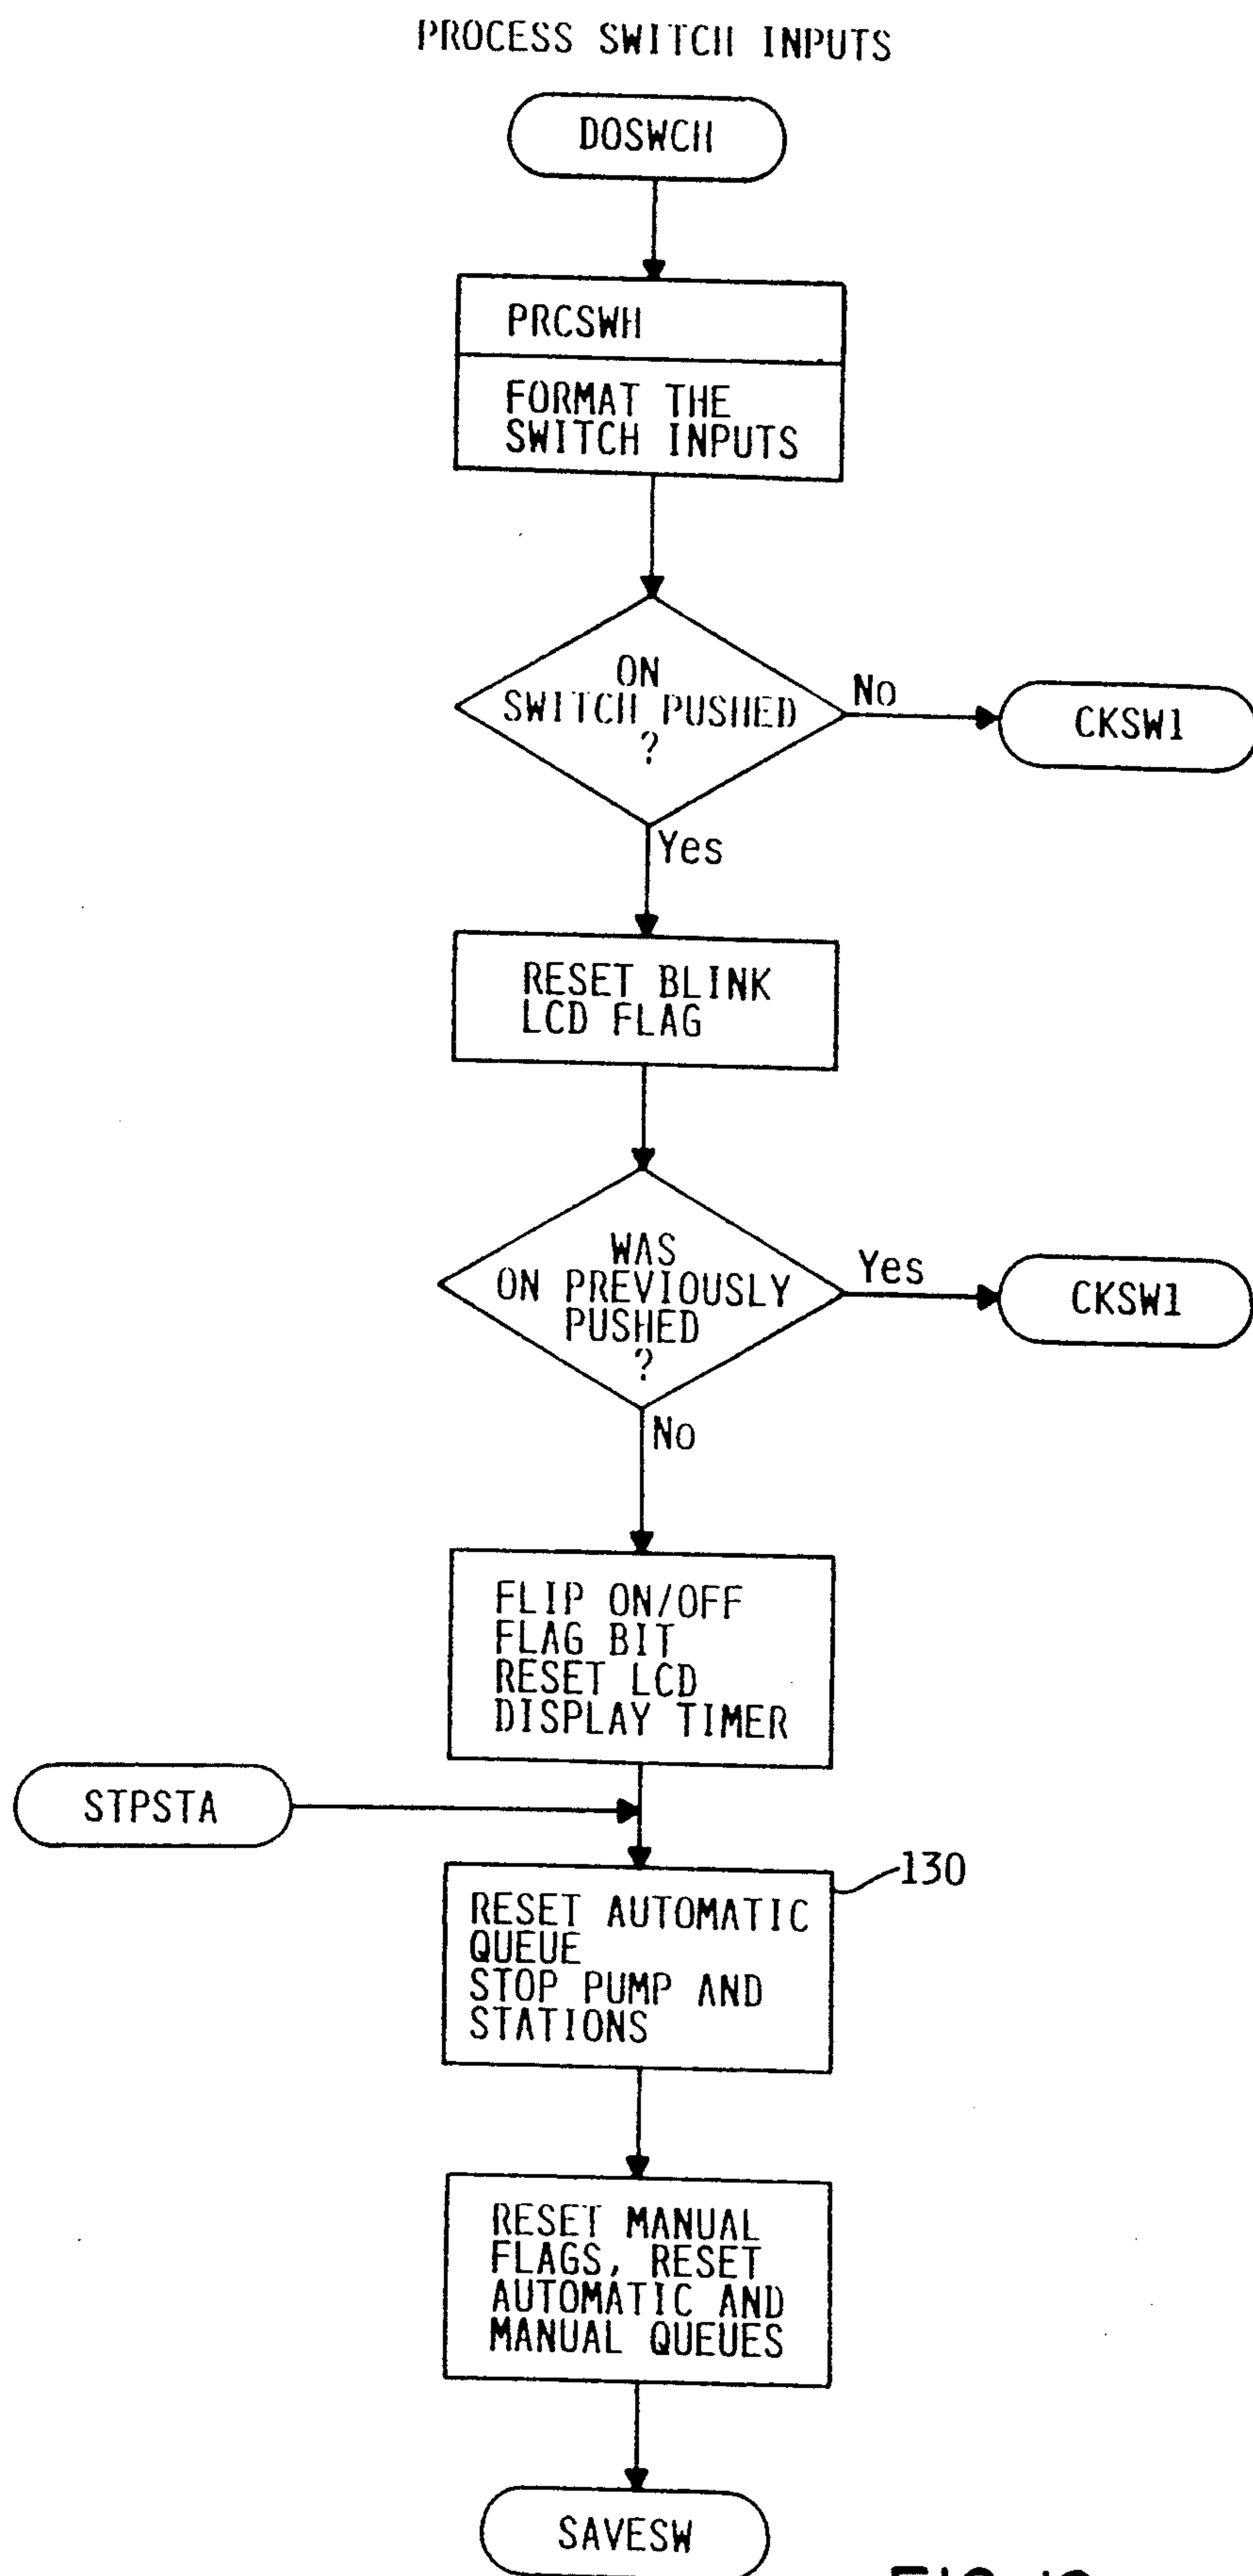 PROCESS SWITCH INPUTS
DOSWCH
PRCSWH
FORMAT THE
SWITCH INPUTS
ON
SWITCH PUSHED
?
No
CKSW1
Yes
RESET BLINK
LCD FLAG
WAS
ON PREVIOUSLY
PUSHED
?
Yes
CKSW1
No
FLIP ON/OFF
FLAG BIT
RESET LCD
DISPLAY TIMER
STPSTA
130
RESET AUTOMATIC
QUEUE
STOP PUMP AND
STATIONS
RESET MANUAL
FLAGS, RESET
AUTOMATIC AND
MANUAL QUEUES
SAVESW